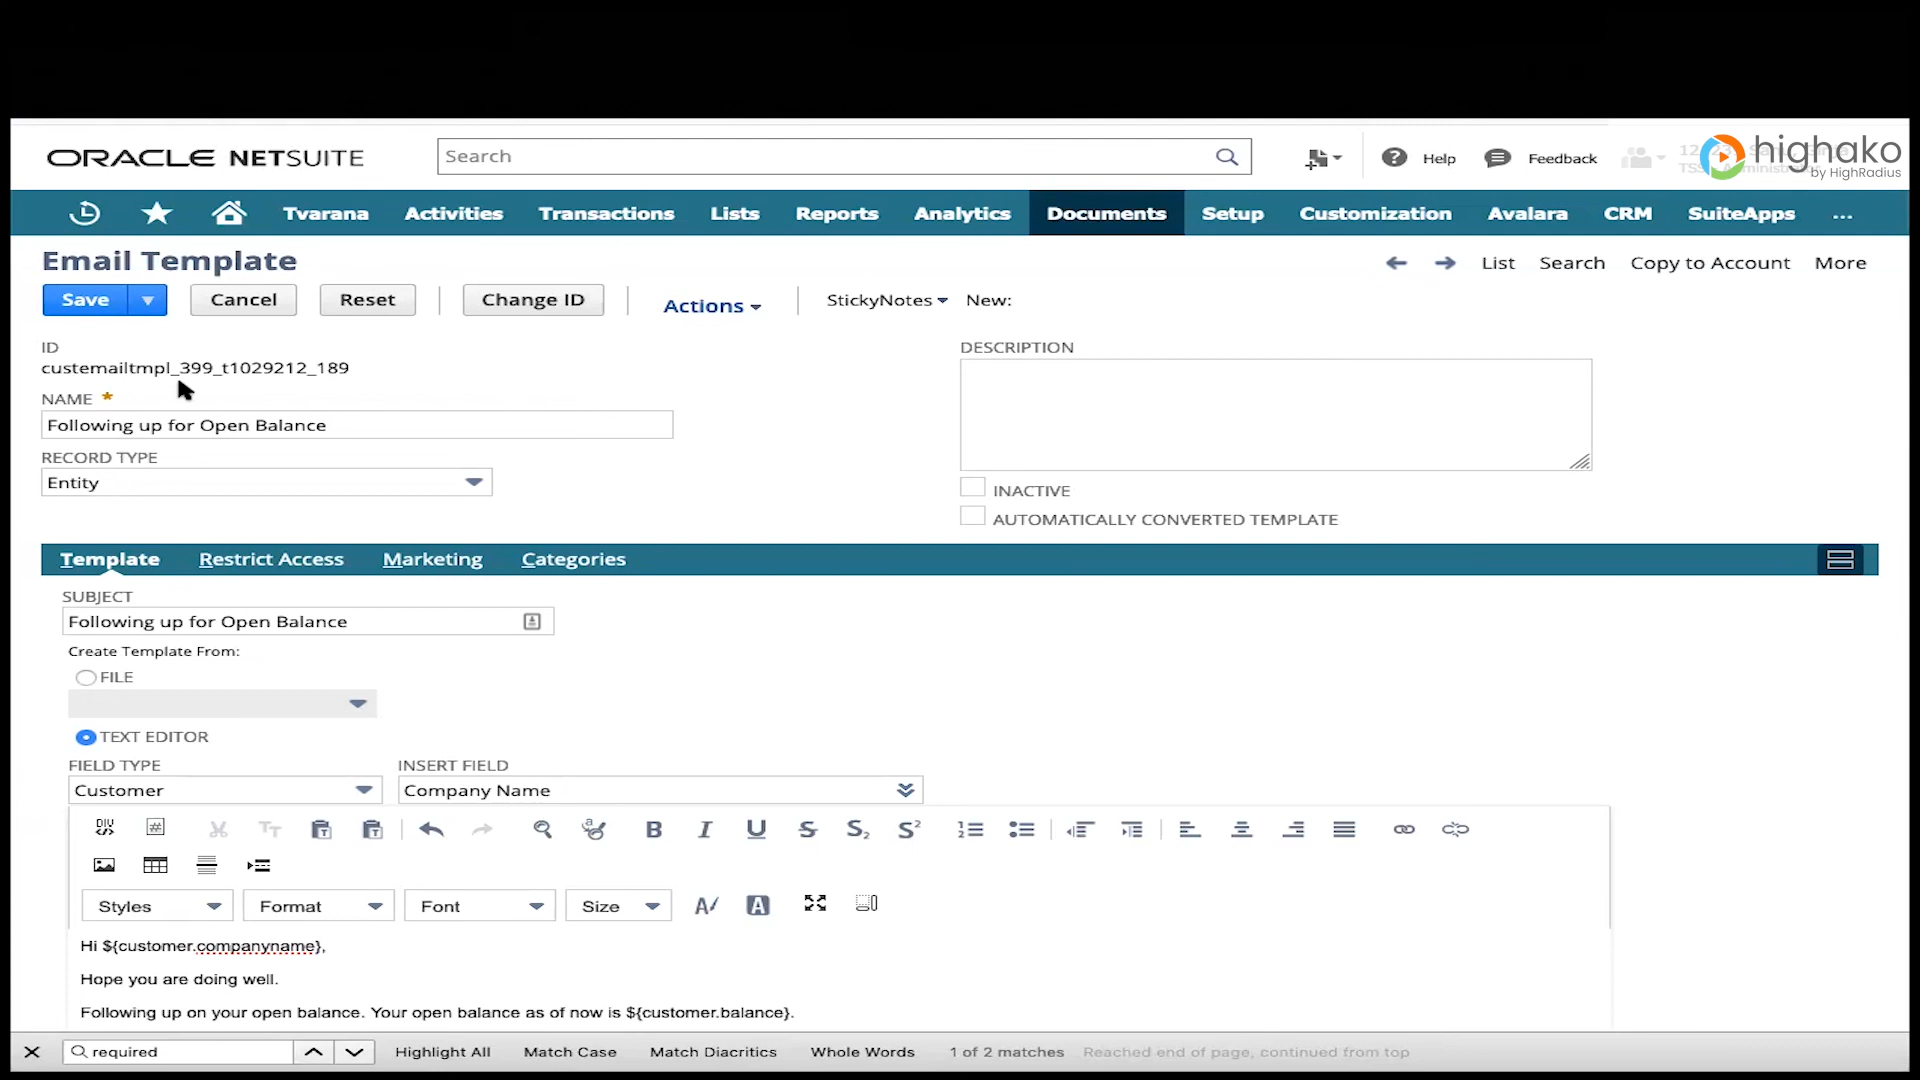 ORACLE NETSUITE
Search
Help
Feedback
highako
by HighRadius
Tvarana Activities Transactions Lists Reports Analytics Documents Setup Customization Avalara CRM SuiteApps ...
Email Template
List Search Copy to Account More
Save Cancel Reset Change ID Actions StickyNotes New:
ID
custemailtmpl_399_t1029212_189
NAME *
Following up for Open Balance
RECORD TYPE
Entity
DESCRIPTION
INACTIVE
AUTOMATICALLY CONVERTED TEMPLATE
Template Restrict Access Marketing Categories
SUBJECT
Following up for Open Balance
Create Template From:
FILE
TEXT EDITOR
FIELD TYPE INSERT FIELD
Customer Company Name
Styles Format Font Size
Hi ${customer.companyname},
Hope you are doing well.
Following up on your open balance. Your open balance as of now is ${customer.balance}.
required Highlight All Match Case Match Diacritics Whole Words 1 of 2 matches Reached end of page, continued from top